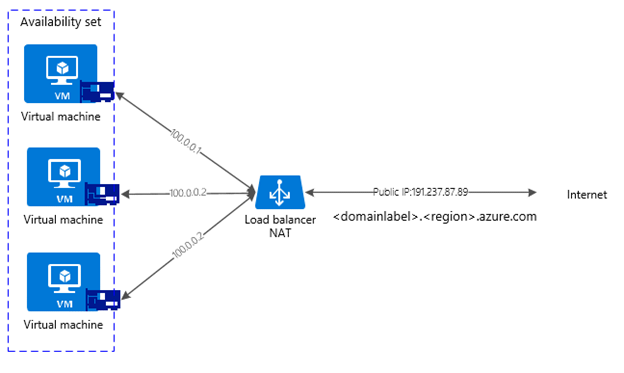 Availability set
VM
Virtual machine
100.0.0.1
VM
Virtual machine
100.0.0.2
Load balancer
NAT
Public IP:191.237.87.89
<domainlabel>.<region>.azure.com
Internet
100.0.0.2
VM
Virtual machine